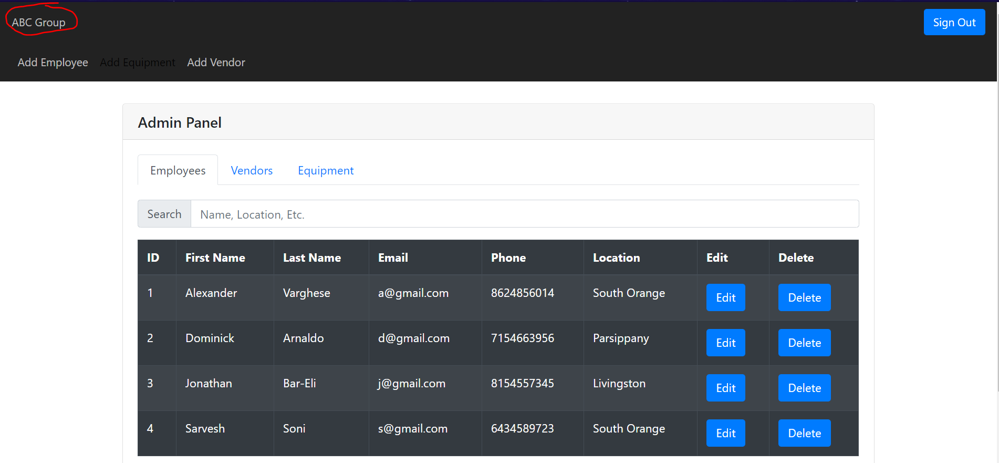 ABC Group
Sign Out
Add Employee Add Equipment Add Vendor
Admin Panel
Employees Vendors Equipment
Search Name, Location, Etc.
ID First Name Last Name Email Phone Location Edit Delete
1 Alexander Varghese a@gmail.com 8624856014 South Orange Edit Delete
2 Dominick Arnaldo d@gmail.com 7154663956 Parsippany Edit Delete
3 Jonathan Bar-Eli j@gmail.com 8154557345 Livingston Edit Delete
4 Sarvesh Soni s@gmail.com 6434589723 South Orange Edit Delete